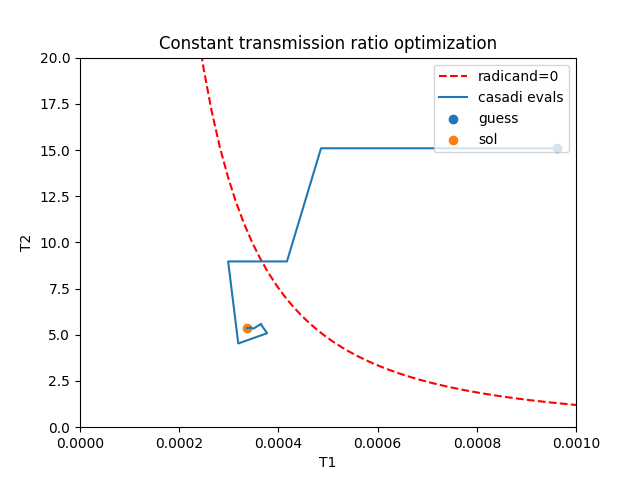 Constant transmission ratio optimization
radicand=0
casadi evals
guess
sol
T2
20.0
17.5
15.0
12.5
10.0
7.5
5.0
2.5
0.0
0.0000 0.0002 0.0004 0.0006 0.0008 0.0010
T1